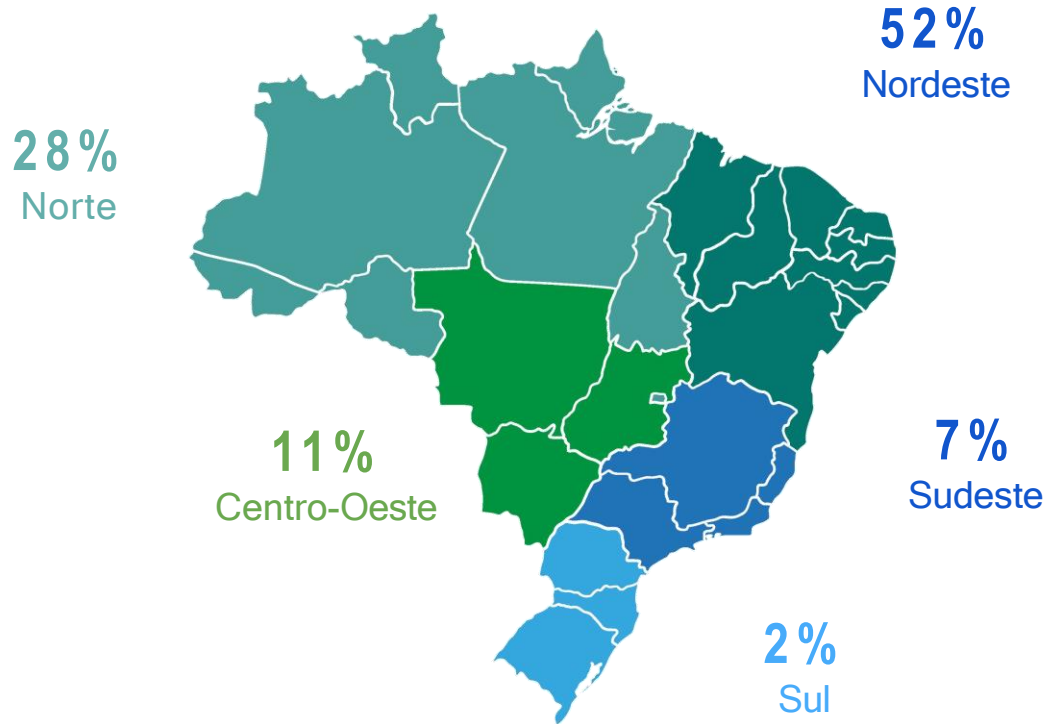 52%
Nordeste
28%
Norte
11%
Centro-Oeste
7%
Sudeste
2%
Sul